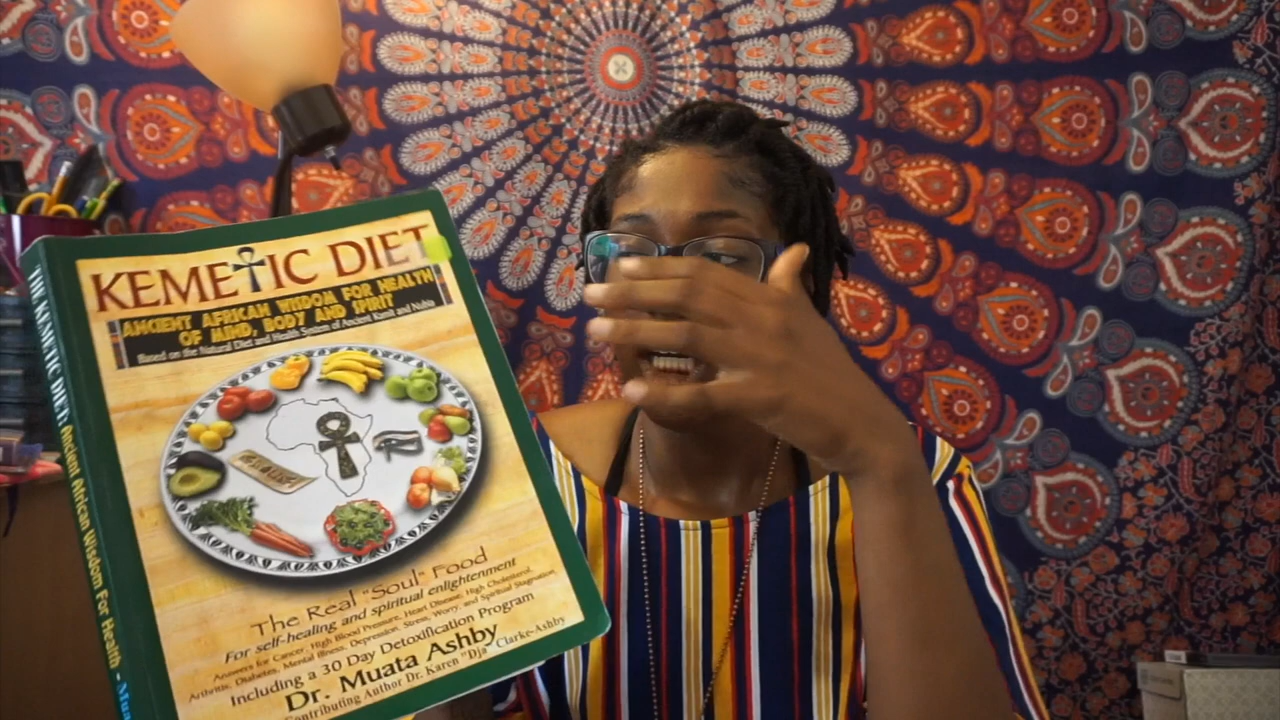 KEMETIC DIET
ANCIENT AFRICAN WISDOM FOR HEALTH
OF MIND, BODY AND SPIRIT
Based on the Natural Diet and Health System of Ancient Kamit and Nubia
The Real "Soul" Food
For self-healing and spiritual enlightenment
Answers for Cancer, High Blood Pressure, Heart Disease, High Cholesterol,
Arthritis, Diabetes, Mental Illness, Depression, Stress, Worry, and Spiritual Stagnation
Including a 30 Day Detoxification Program
Dr. Muata Ashby
Contributing Author Dr. Karen "Dja" Clarke-Ashby
THE KEMETIC DIET: Ancient African Wisdom For Health - Mua